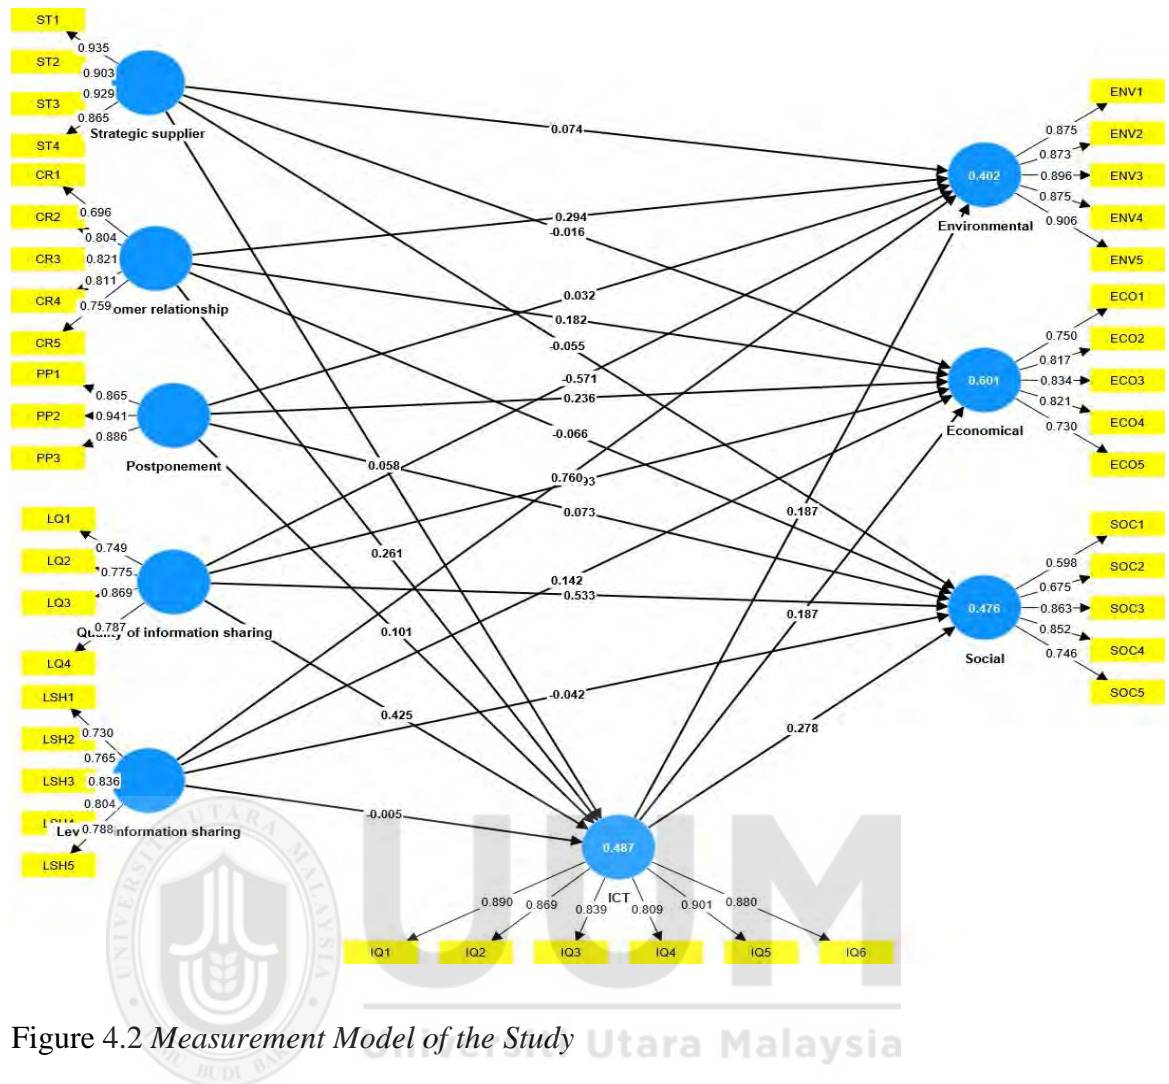 ST1
0.935
ST2
0.903
ST3
0.929
0.865
ST4
Strategic supplier
CR1
0.696
CR2
0.804
CR3
0.821
CR4
0.811
0.759
omer relationship
CR5
PP1
0.865
PP2
0.941
0.886
PP3
Postponement
LQ1
0.749
LQ2
0.775
LQ3
0.869
0.787
Quality of information sharing
LQ4
LSH1
0.730
LSH2
0.765
LSH3
0.836
0.804
0.788
information sharing
LSH5
0.074
0.294
-0.016
0.032
0.182
-0.055
-0.571
0.236
-0.066
0.058
0.760
0.073
0.187
0.261
0.142
0.533
0.187
0.101
-0.042
0.425
0.278
-0.005
ENV1
0.875
ENV2
0.873
0.402
0.896
ENV3
0.875
ENV4
0.906
Environmental
ENV5
ECO1
0.750
ECO2
0.817
0.601
0.834
ECO3
0.821
ECO4
0.730
Economical
ECO5
SOC1
0.598
SOC2
0.675
0.476
0.863
SOC3
0.852
SOC4
0.746
Social
SOC5
0.487
ICT
0.890
0.869
0.839
0.809
0.901
0.880
IQ1
IQ2
IQ3
IQ4
IQ5
IQ6
UNIVERSITI UTARA MALAYSIA
UUM
Universiti Utara Malaysia
Figure 4.2 Measurement Model of the Study